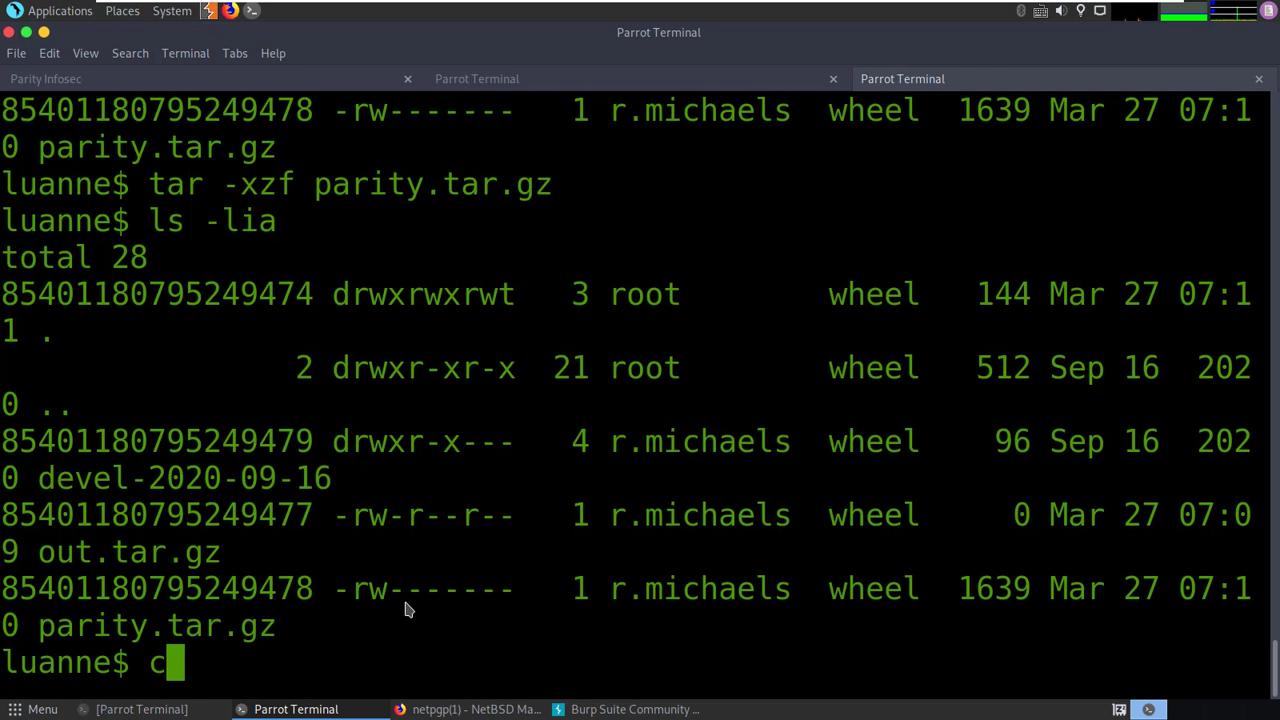 Applications Places System
Parrot Terminal
File Edit View Search Terminal Tabs Help
Parity Infosec × Parrot Terminal × Parrot Terminal ×
85401180795249478 -rw------- 1 r.michaels wheel 1639 Mar 27 07:1
0 parity.tar.gz
luanne$ tar -xzf parity.tar.gz
luanne$ ls -lia
total 28
85401180795249474 drwxrwxrwt 3 root wheel 144 Mar 27 07:1
1 .
2 drwxr-xr-x 21 root wheel 512 Sep 16 202
0 ..
85401180795249479 drwxr-x--- 4 r.michaels wheel 96 Sep 16 202
0 devel-2020-09-16
85401180795249477 -rw-r--r-- 1 r.michaels wheel 0 Mar 27 07:0
9 out.tar.gz
85401180795249478 -rw------- 1 r.michaels wheel 1639 Mar 27 07:1
0 parity.tar.gz
luanne$ c
Menu [Parrot Terminal] Parrot Terminal netpgp(1) - NetBSD Ma... Burp Suite Community ...